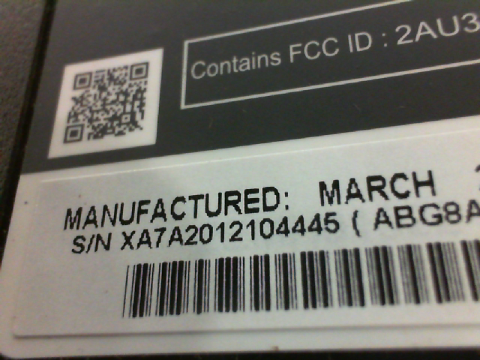 Contains FCC ID : 2AU3
MANUFACTURED: MARCH
S/N XA7A2012104445 ( ABG8A